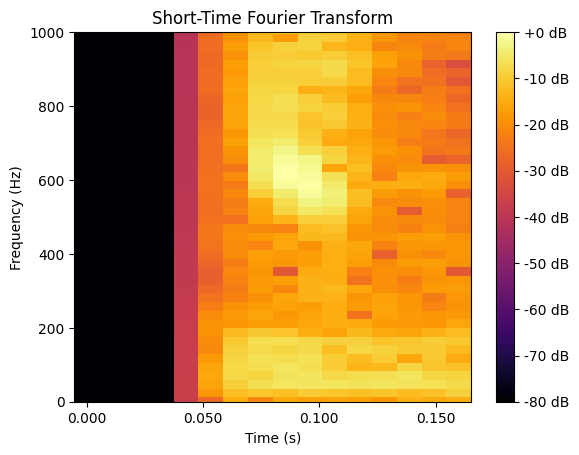 Short-Time Fourier Transform
Frequency (Hz)
1000
800
600
400
200
0
0.000
0.050
0.100
0.150
Time (s)
+0 dB
-10 dB
-20 dB
-30 dB
-40 dB
-50 dB
-60 dB
-70 dB
-80 dB